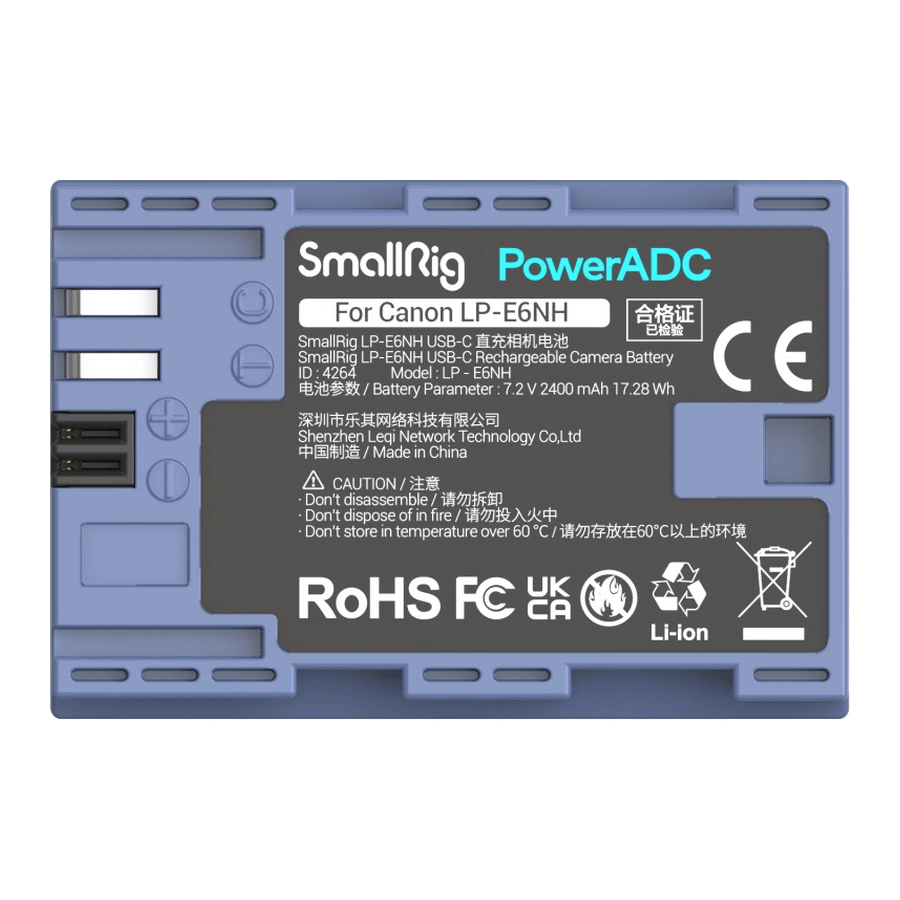 SmallRig PowerADC
For Canon LP-E6NH
合格证
已检验
SmallRig LP-E6NH USB-C 直充相机电池
SmallRig LP-E6NH USB-C Rechargeable Camera Battery
ID : 4264 Model : LP - E6NH
电池参数 / Battery Parameter : 7.2 V 2400 mAh 17.28 Wh
CE
C
T
+
−
深圳市乐其网络科技有限公司
Shenzhen Leqi Network Technology Co,Ltd
中国制造 / Made in China
CAUTION / 注意
· Don't disassemble / 请勿拆卸
· Don't dispose of in fire / 请勿投入火中
· Don't store in temperature over 60 °C / 请勿存放在60°C以上的环境
RoHS FC UK
CA
Li-ion